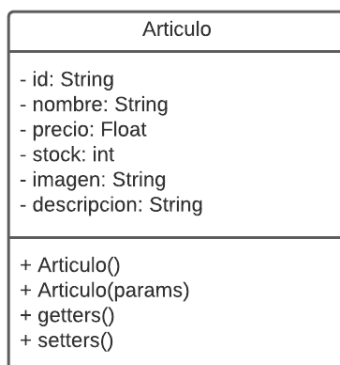 Articulo
- id: String
- nombre: String
- precio: Float
- stock: int
- imagen: String
- descripcion: String
+ Articulo()
+ Articulo(params)
+ getters()
+ setters()